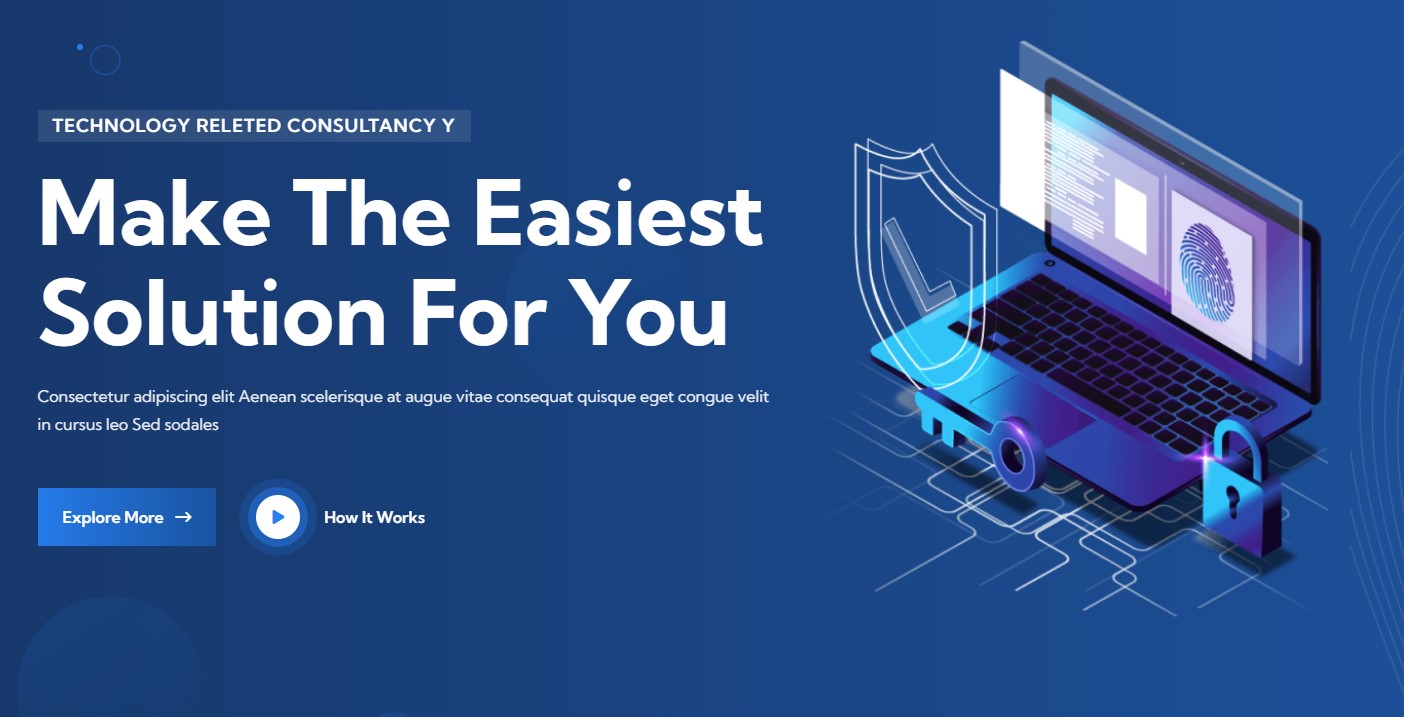 TECHNOLOGY RELETED CONSULTANCY Y
Make The Easiest
Solution For You
Consectetur adipiscing elit Aenean scelerisque at augue vitae consequat quisque eget congue velit
in cursus leo Sed sodales
Explore More
How It Works